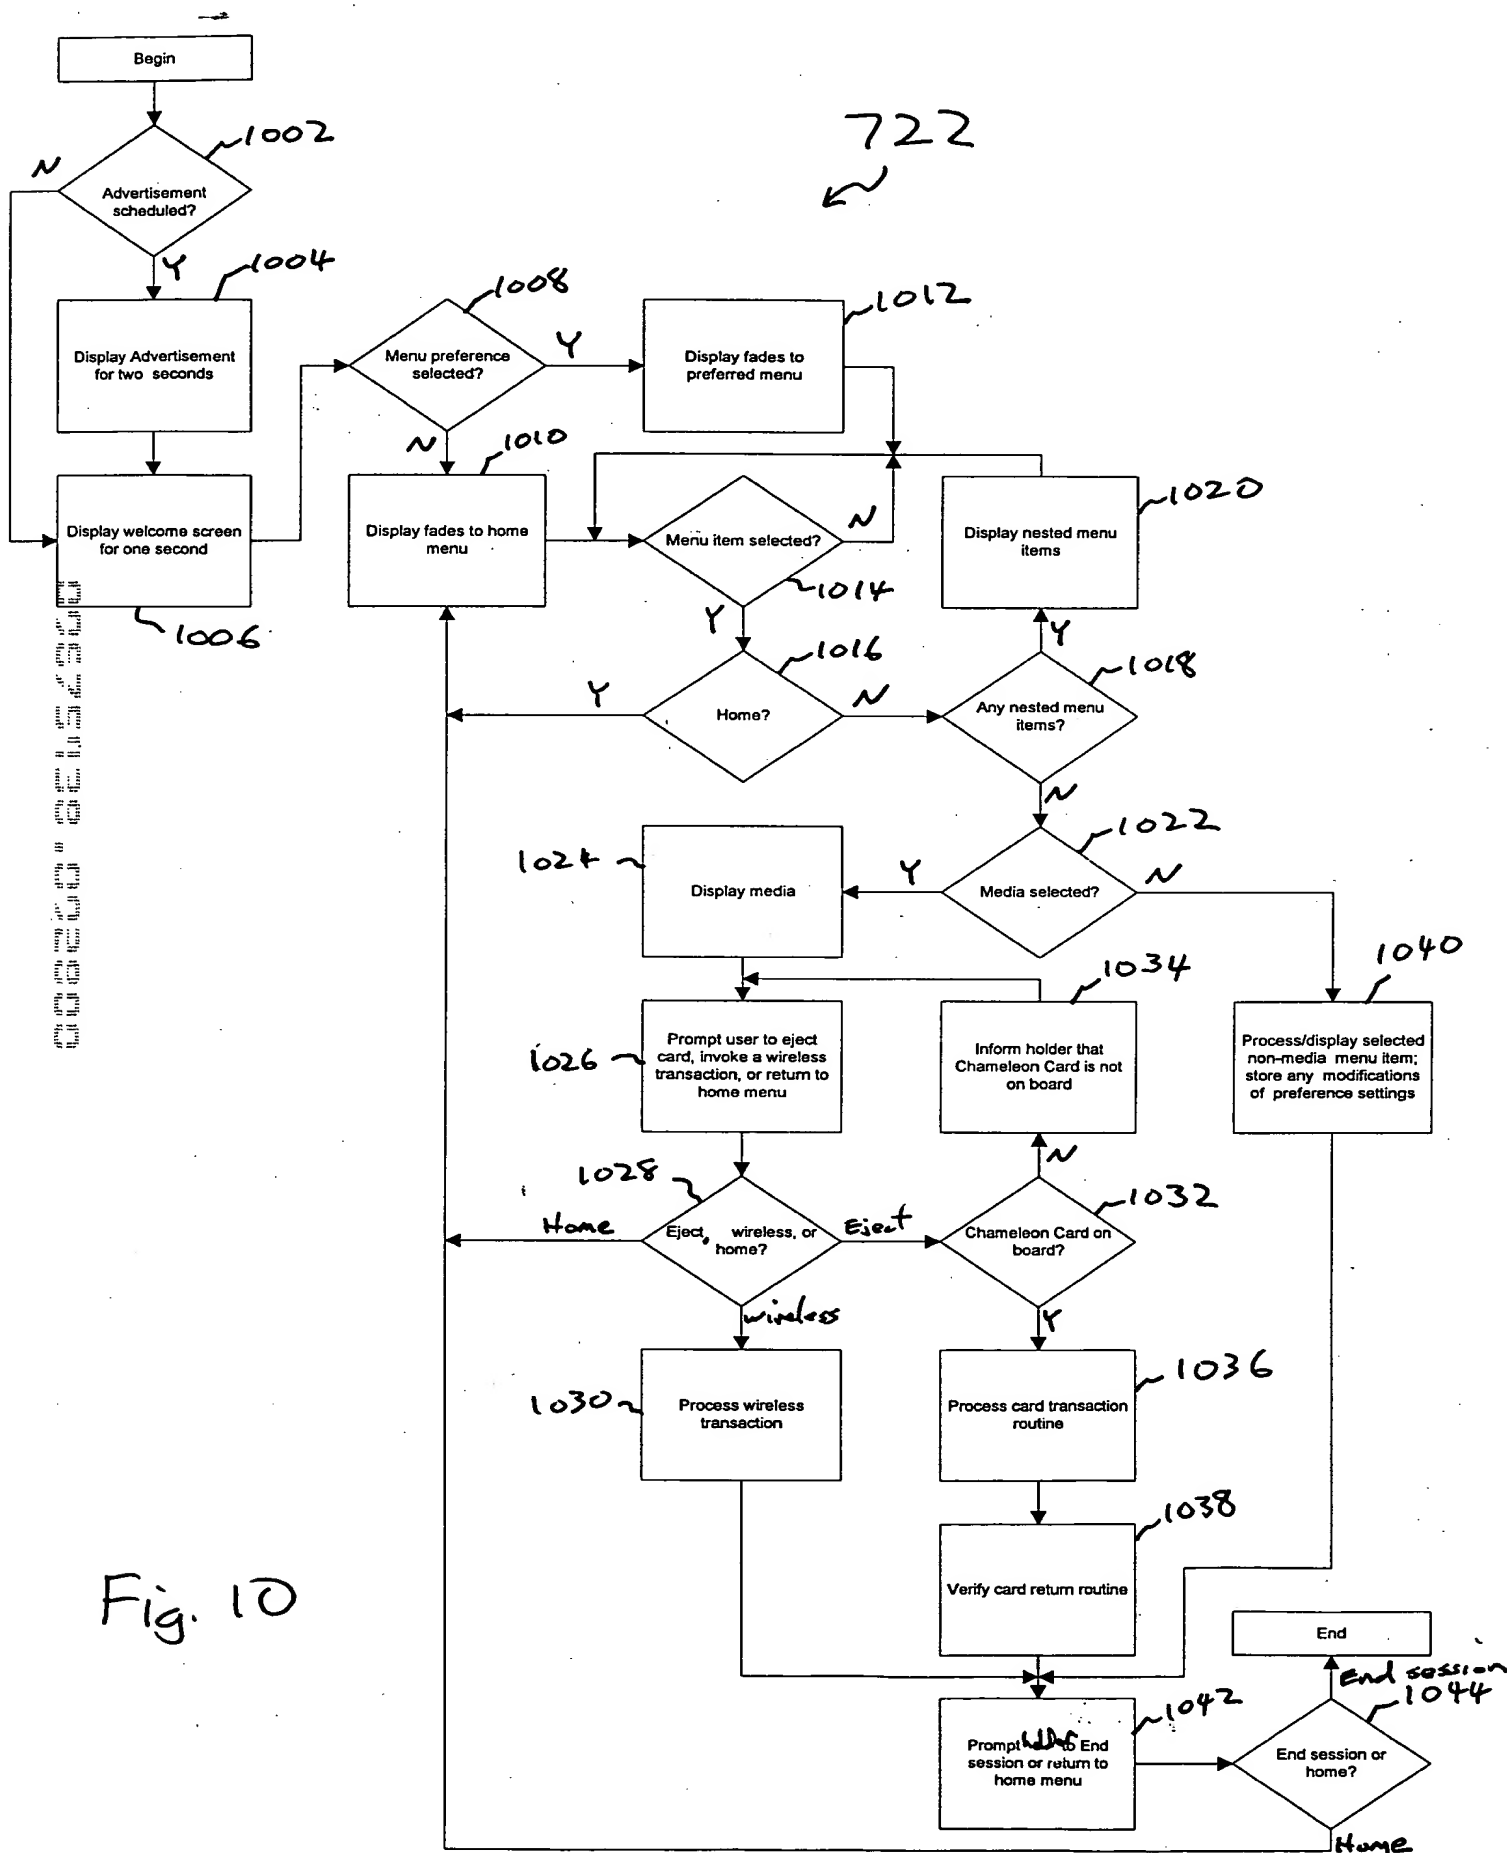 Begin
1002
722
N
Advertisement
scheduled?
Y
1004
1008
1012
Display Advertisement
for two seconds
Menu preference
selected?
Y
Display fades to
preferred menu
N
1010
1020
Display welcome screen
for one second
Display fades to home
menu
Menu item selected?
N
Display nested menu
items
1014
1006
Y
Y
1016
1018
Y
Home?
N
Any nested menu
items?
N
1022
1024
Display media
Y
Media selected?
N
1034
1040
1026
Prompt user to eject
card, invoke a wireless
transaction, or return to
home menu
Inform holder that
Chameleon Card is not
on board
Process/display selected
non-media menu item;
store any modifications
of preference settings
1028
N
1032
Home
Eject, wireless, or
home?
Eject
Chameleon Card on
board?
wireless
Y
1036
1030
Process wireless
transaction
Process card transaction
routine
1038
Verify card return routine
Fig. 10
End
End session
1044
1042
Prompt holder to End
session or return to
home menu
End session or
home?
Home